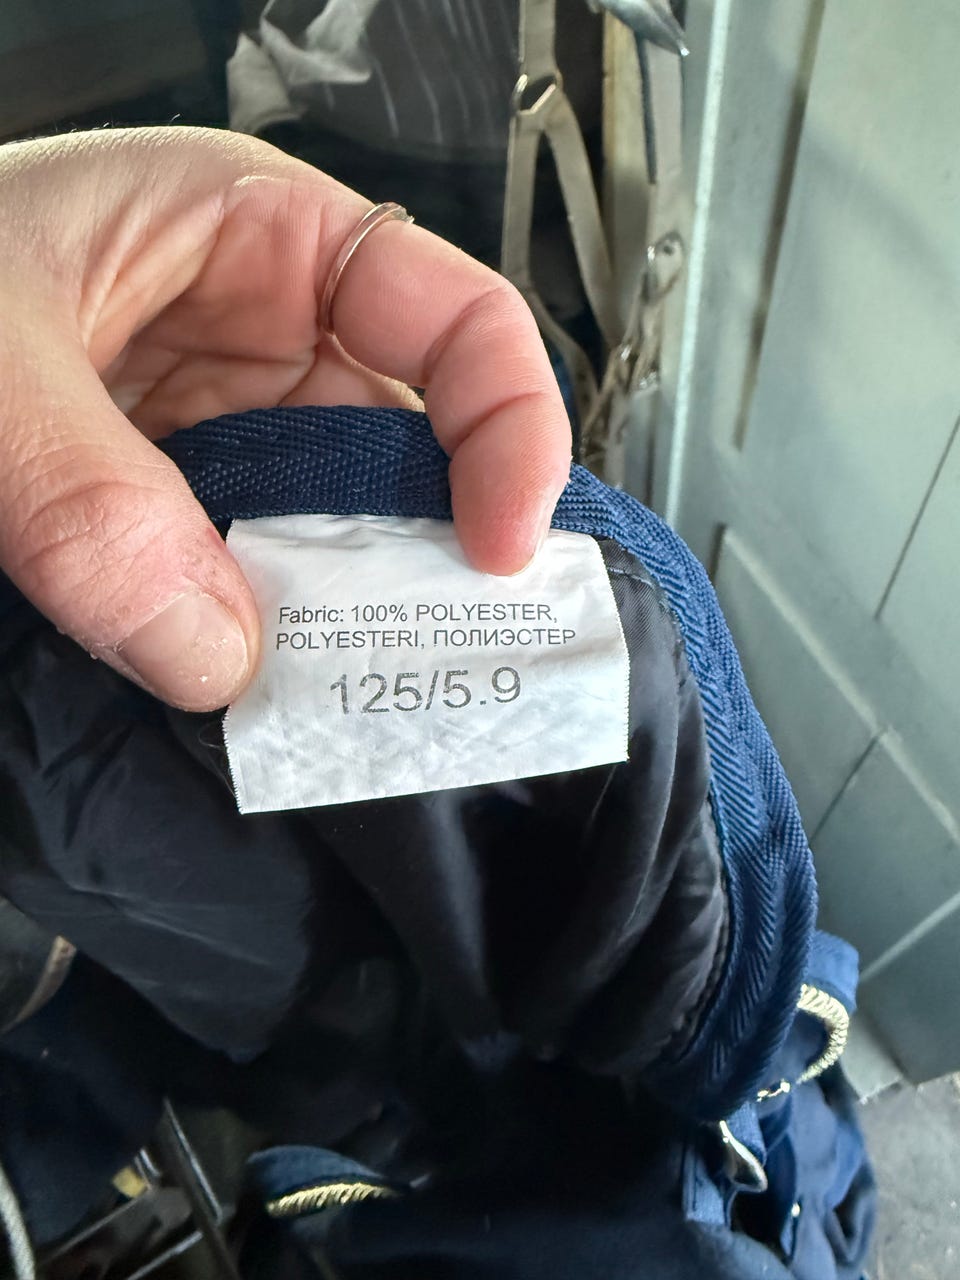 Fabric: 100% POLYESTER,
POLYESTERI, ПОЛИЭСТЕР
125/5.9